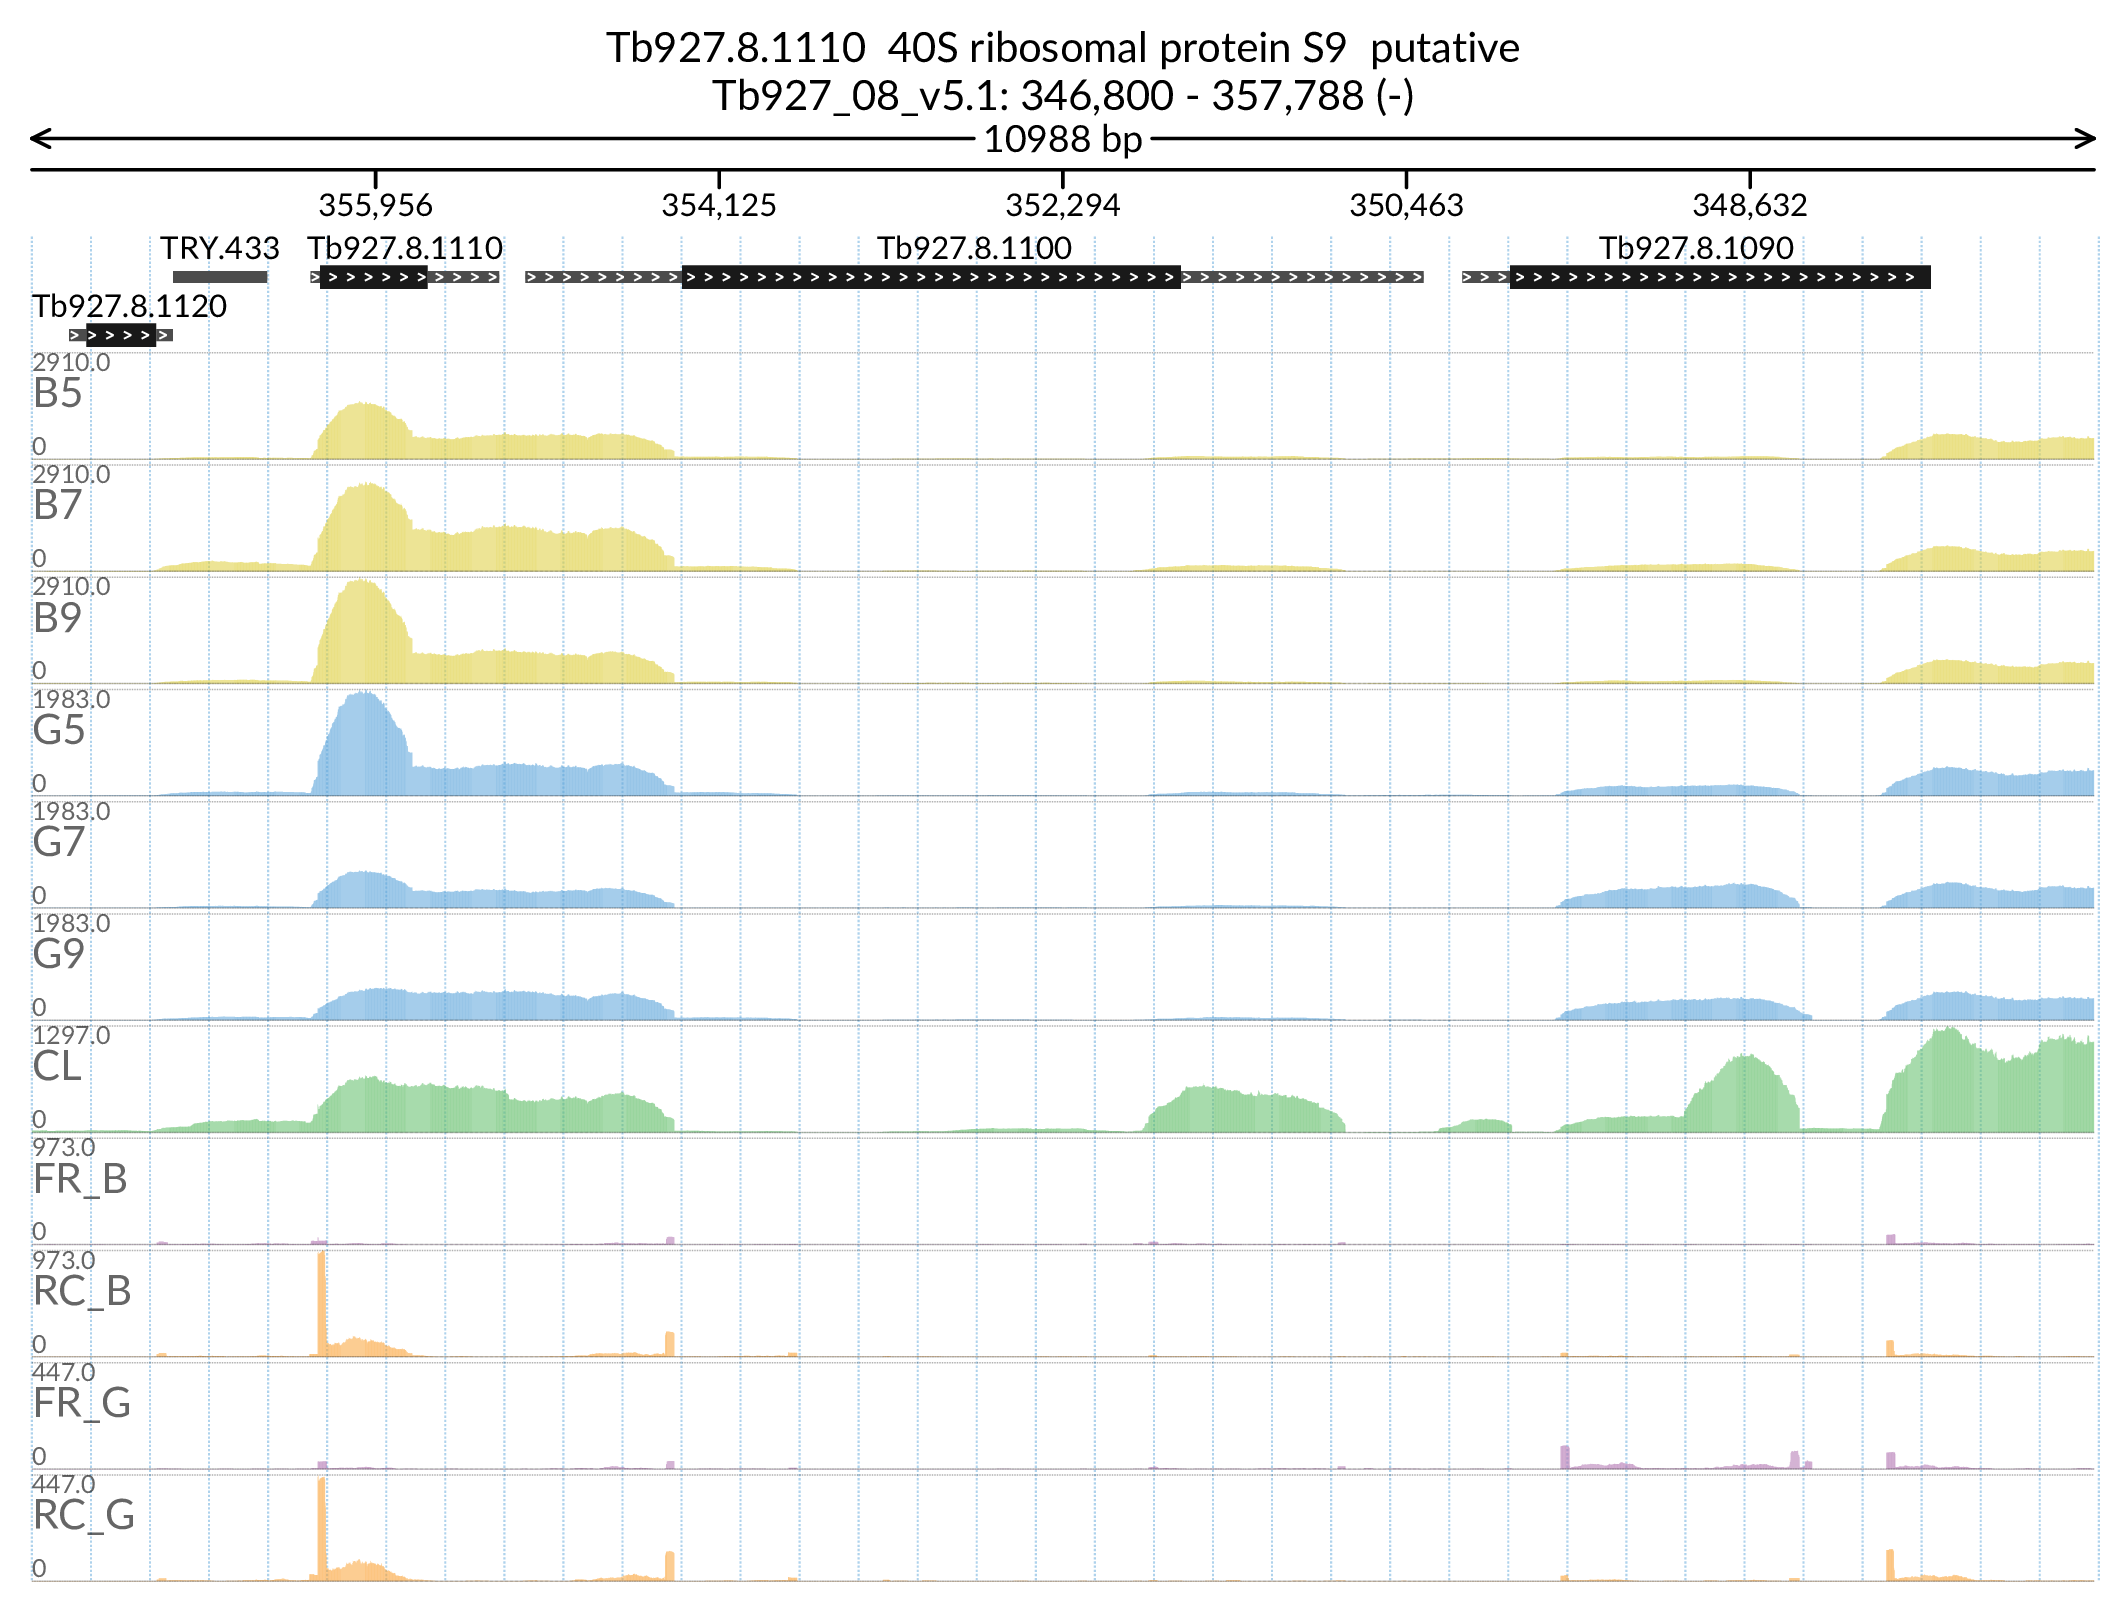 Tb927.8.1110  40S ribosomal protein S9  putative
Tb927_08_v5.1: 346,800 - 357,788 (-)
10988 bp
355,956 354,125 352,294 350,463 348,632
TRY.433 Tb927.8.1110 Tb927.8.1100 Tb927.8.1090
Tb927.8.1120
2910.0
B5
0
2910.0
B7
0
2910.0
B9
0
1983.0
G5
0
1983.0
G7
0
1983.0
G9
0
1297.0
CL
0
973.0
FR_B
0
973.0
RC_B
0
447.0
FR_G
0
447.0
RC_G
0